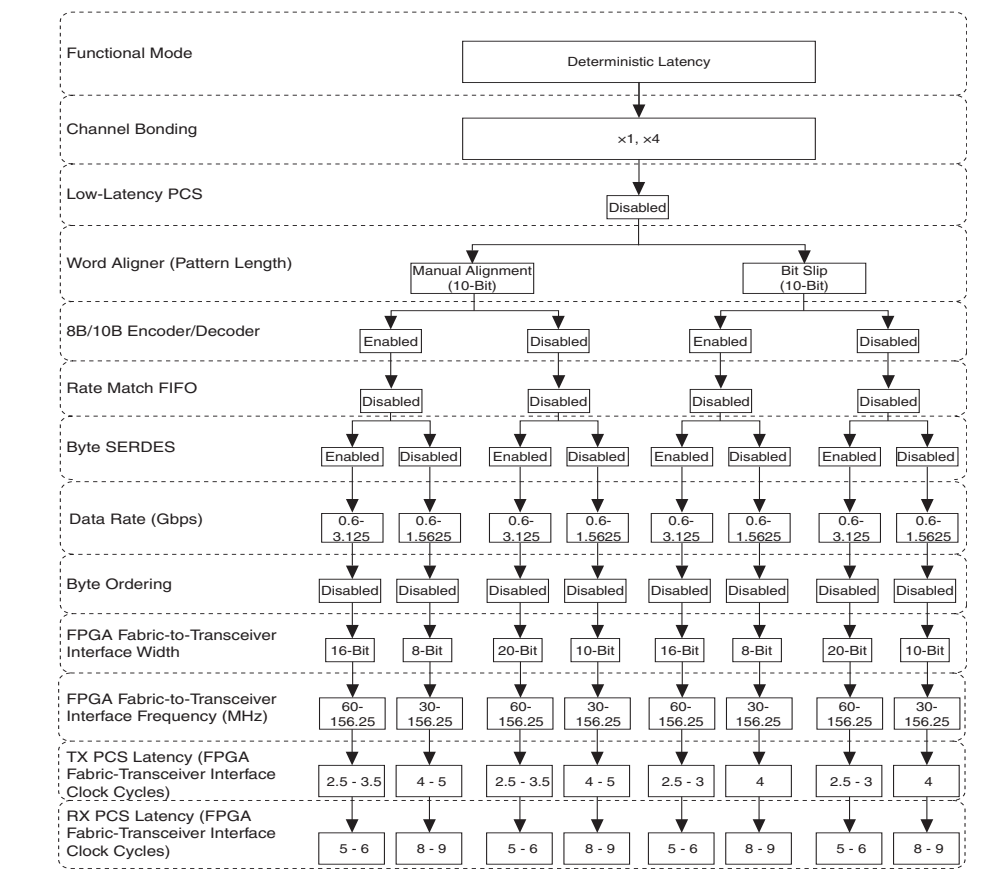 Functional Mode
Deterministic Latency
Channel Bonding
×1, ×4
Low-Latency PCS
Disabled
Word Aligner (Pattern Length)
Manual Alignment
(10-Bit)
Bit Slip
(10-Bit)
8B/10B Encoder/Decoder
Enabled Disabled Enabled Disabled
Rate Match FIFO
Disabled Disabled Disabled Disabled
Byte SERDES
Enabled Disabled Enabled Disabled Enabled Disabled Enabled Disabled
Data Rate (Gbps)
0.6- 0.6- 0.6- 0.6- 0.6- 0.6- 0.6- 0.6-
3.125 1.5625 3.125 1.5625 3.125 1.5625 3.125 1.5625
Byte Ordering
Disabled Disabled Disabled Disabled Disabled Disabled Disabled Disabled
FPGA Fabric-to-Transceiver
Interface Width
16-Bit 8-Bit 20-Bit 10-Bit 16-Bit 8-Bit 20-Bit 10-Bit
FPGA Fabric-to-Transceiver
Interface Frequency (MHz)
60- 30- 60- 30- 60- 30- 60- 30-
156.25 156.25 156.25 156.25 156.25 156.25 156.25 156.25
TX PCS Latency (FPGA
Fabric-Transceiver Interface
Clock Cycles)
2.5 - 3.5 4 - 5 2.5 - 3.5 4 - 5 2.5 - 3 4 2.5 - 3 4
RX PCS Latency (FPGA
Fabric-Transceiver Interface
Clock Cycles)
5 - 6 8 - 9 5 - 6 8 - 9 5 - 6 8 - 9 5 - 6 8 - 9